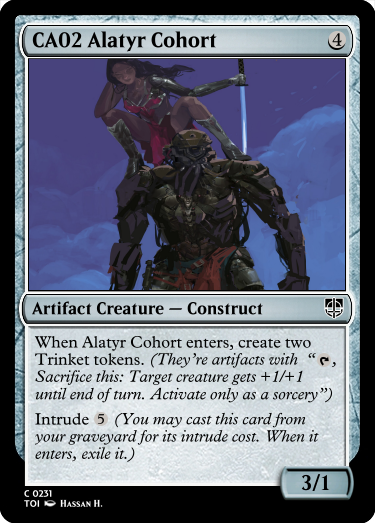 CA02 Alatyr Cohort 4
Artifact Creature — Construct
When Alatyr Cohort enters, create two
Trinket tokens. (They’re artifacts with “,
Sacrifice this: Target creature gets +1/+1
until end of turn. Activate only as a sorcery”)
Intrude 5 (You may cast this card from
your graveyard for its intrude cost. When it
enters, exile it.)
3/1
C 0231
TOI Hassan H.